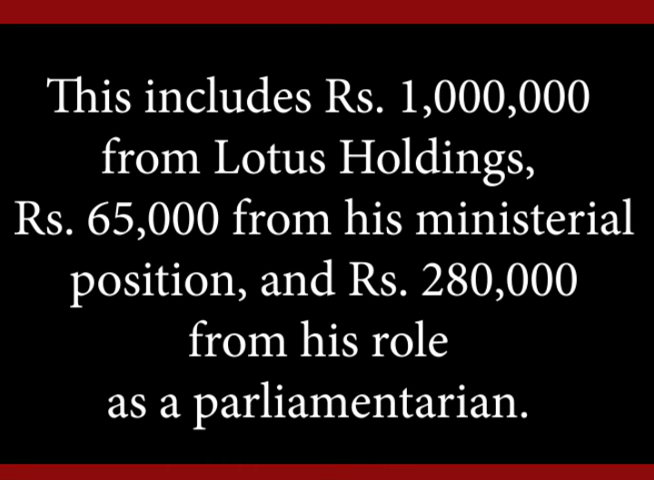 This includes Rs. 1,000,000
from Lotus Holdings,
Rs. 65,000 from his ministerial
position, and Rs. 280,000
from his role
as a parliamentarian.